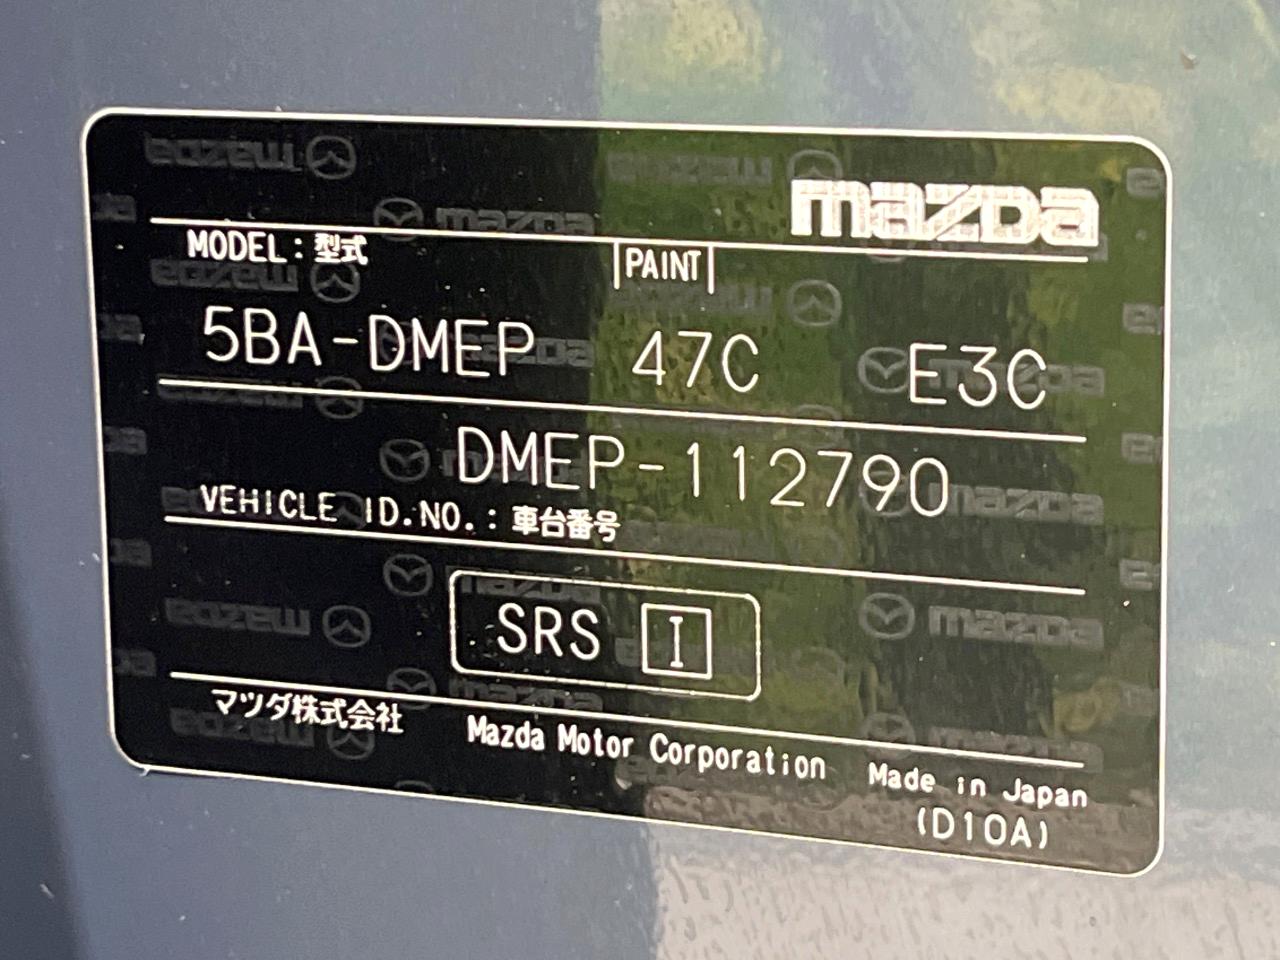 mazda
MODEL : 型式 PAINT
5BA-DMEP 47C E3C
DMEP-112790
VEHICLE ID.NO. : 車台番号
SRS I
マツダ株式会社 Mazda Motor Corporation Made in Japan
(D10A)